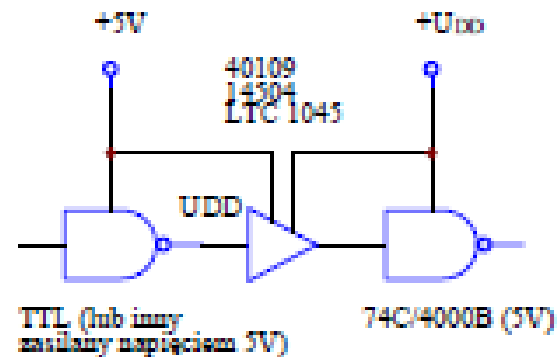 +5V
+UDD
40109
14504
LTC 1045
UDD
TTL (lub inny
zasilany napięciem 5V)
74C/4000B (5V)